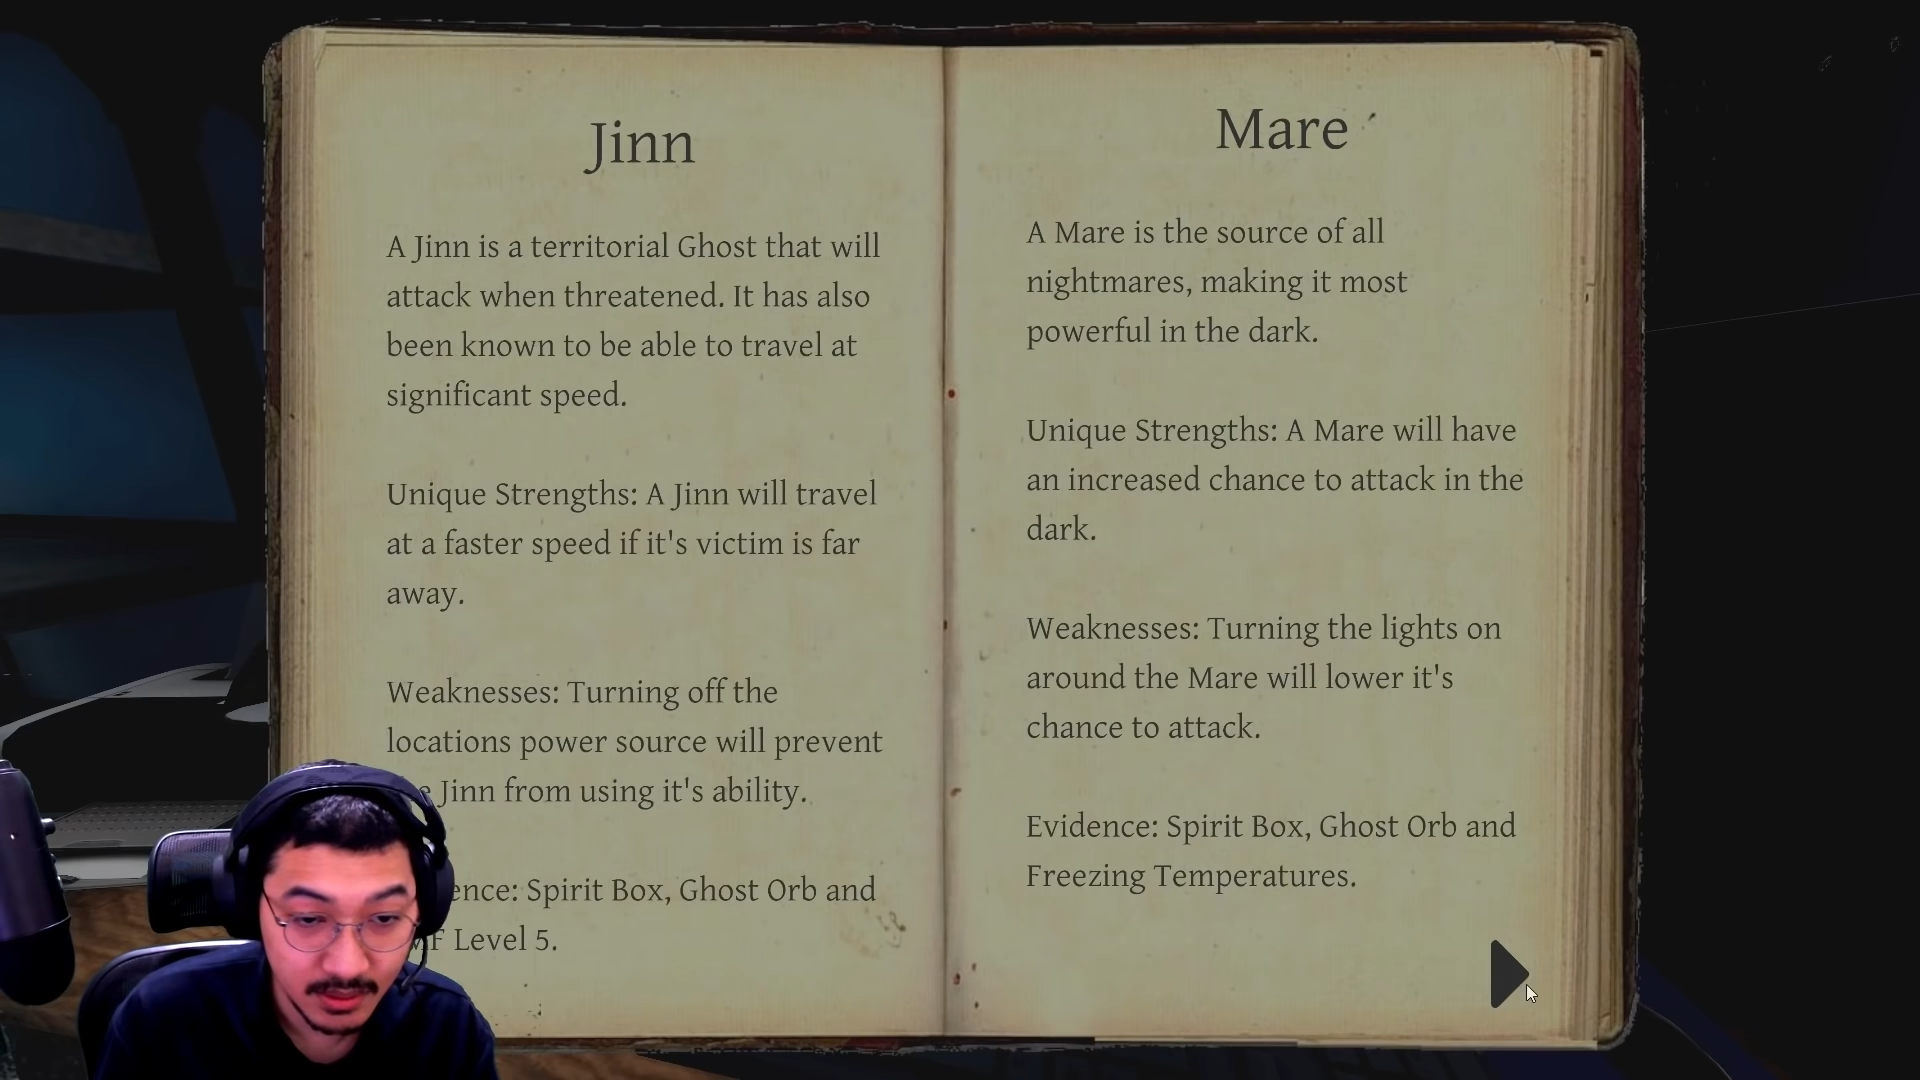 Jinn
A Jinn is a territorial Ghost that will
attack when threatened. It has also
been known to be able to travel at
significant speed.
Unique Strengths: A Jinn will travel
at a faster speed if it's victim is far
away.
Weaknesses: Turning off the
locations power source will prevent
Jinn from using it's ability.
Spirit Box, Ghost Orb and
Level 5.
Mare
A Mare is the source of all
nightmares, making it most
powerful in the dark.
Unique Strengths: A Mare will have
an increased chance to attack in the
dark.
Weaknesses: Turning the lights on
around the Mare will lower it's
chance to attack.
Evidence: Spirit Box, Ghost Orb and
Freezing Temperatures.